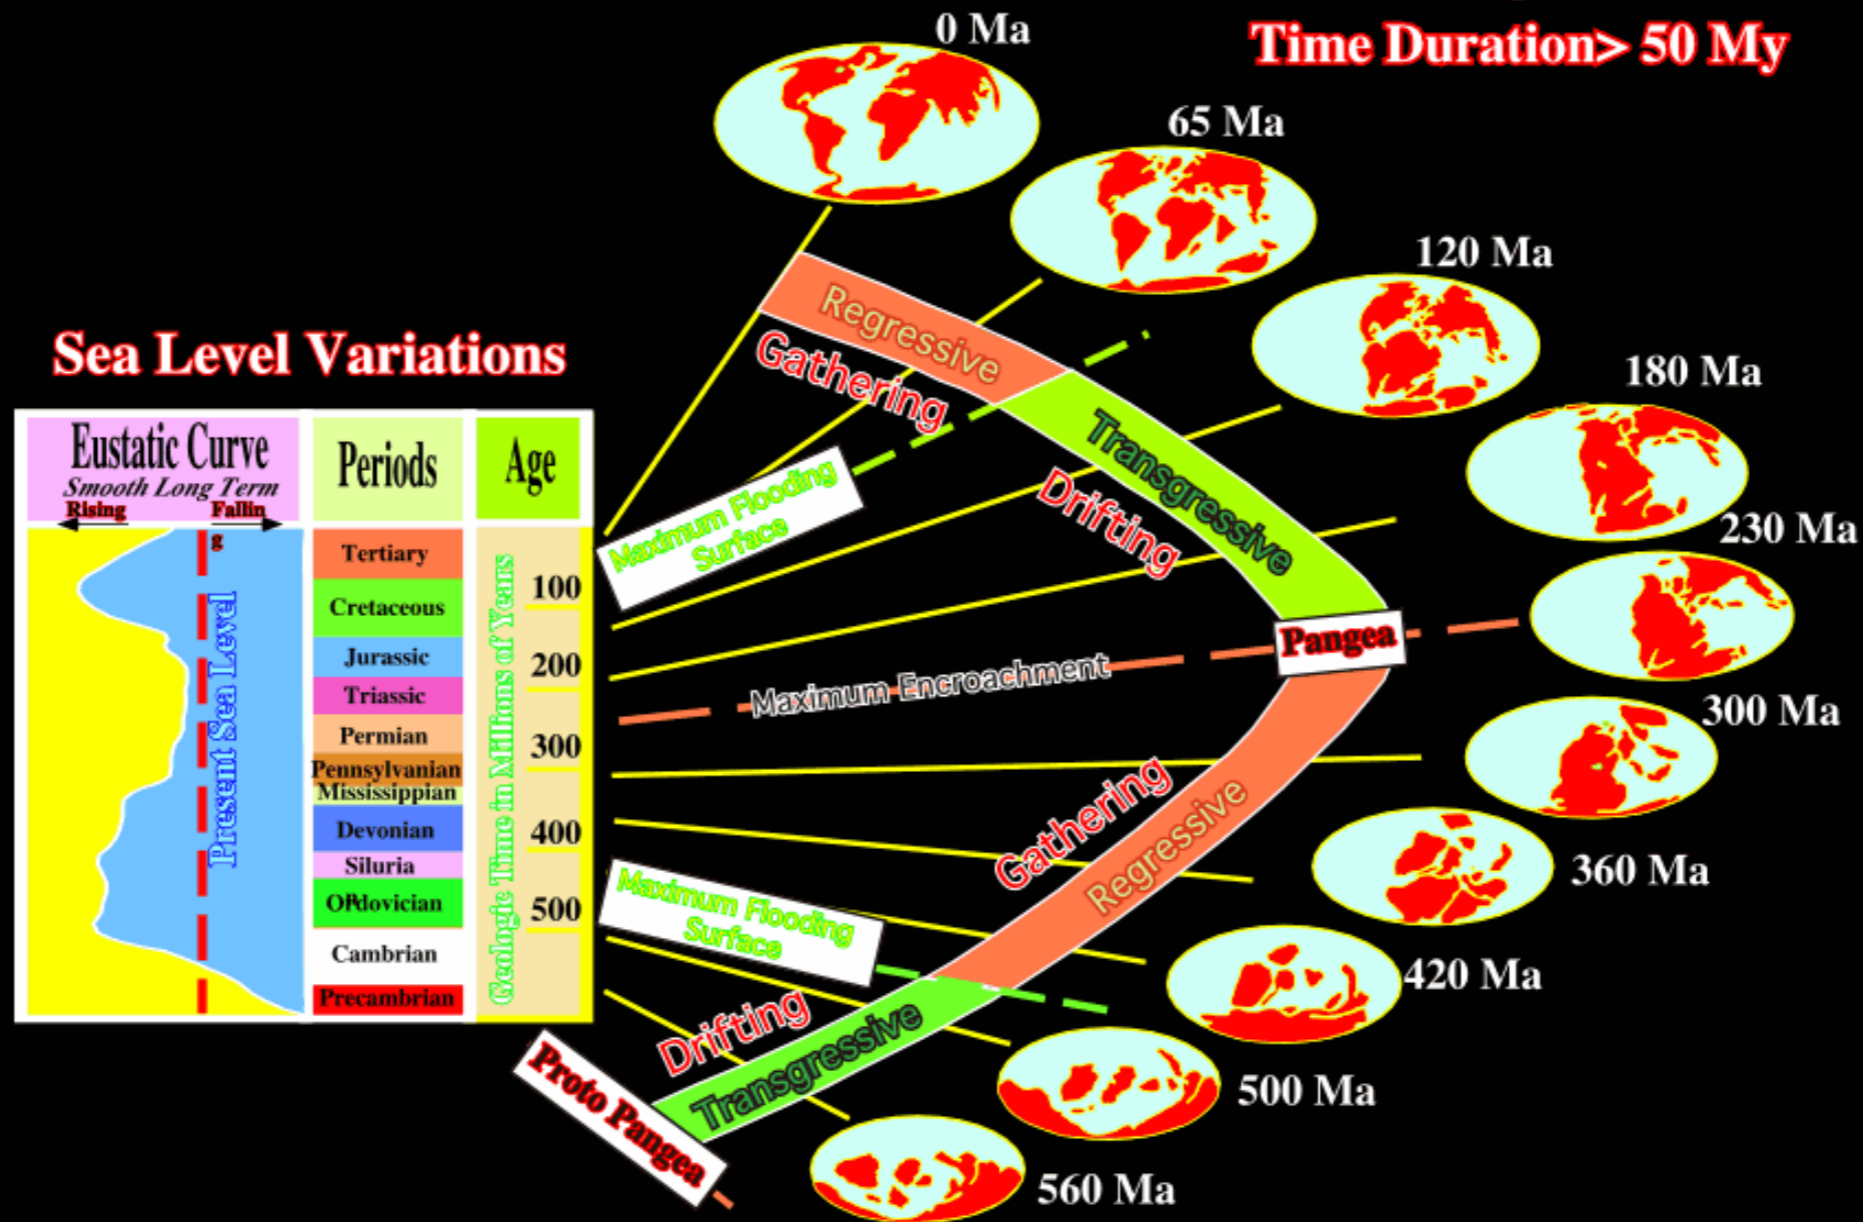 Time Duration> 50 My
0 Ma
65 Ma
120 Ma
180 Ma
230 Ma
300 Ma
360 Ma
420 Ma
500 Ma
560 Ma
Sea Level Variations
Eustatic Curve
Smooth Long Term
Rising
Fallin
g
Periods
Age
Present Sea Level
Tertiary
Cretaceous
Jurassic
Triassic
Permian
Pennsylvanian
Mississippian
Devonian
Siluria
n
Ordovician
Cambrian
Precambrian
Geologic Time in Millions of Years
100
200
300
400
500
Regressive
Gathering
Maximum Flooding
Surface
Transgressive
Drifting
Pangea
Maximum Encroachment
Gathering
Regressive
Maximum Flooding
Surface
Drifting
Transgressive
Proto Pangea